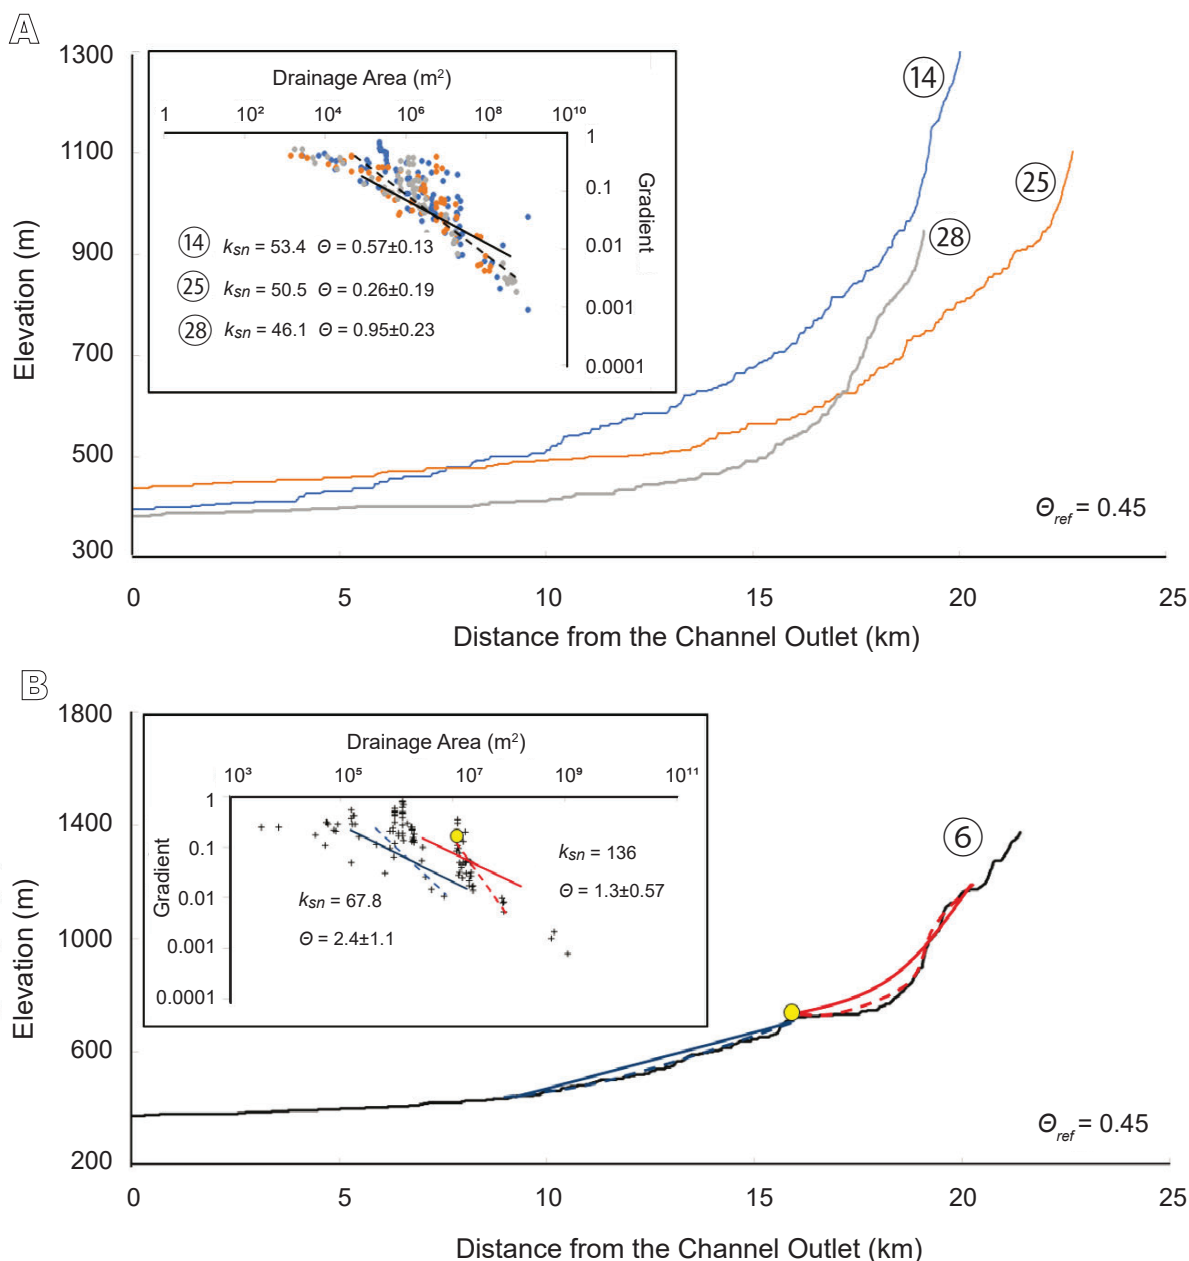 A
1300
1100
900
700
500
300
Elevation (m)
Drainage Area (m²)
1 10² 10⁴ 10⁶ 10⁸ 10¹⁰
1
0.1
0.01
0.001
0.0001
Gradient
14 ksn = 53.4 Θ = 0.57±0.13
25 ksn = 50.5 Θ = 0.26±0.19
28 ksn = 46.1 Θ = 0.95±0.23
14
25
28
Θref = 0.45
0 5 10 15 20 25
Distance from the Channel Outlet (km)
B
1800
1400
1000
600
200
Elevation (m)
Drainage Area (m²)
10³ 10⁵ 10⁷ 10⁹ 10¹¹
1
0.1
0.01
0.001
0.0001
Gradient
ksn = 136
Θ = 1.3±0.57
ksn = 67.8
Θ = 2.4±1.1
6
Θref = 0.45
0 5 10 15 20 25
Distance from the Channel Outlet (km)